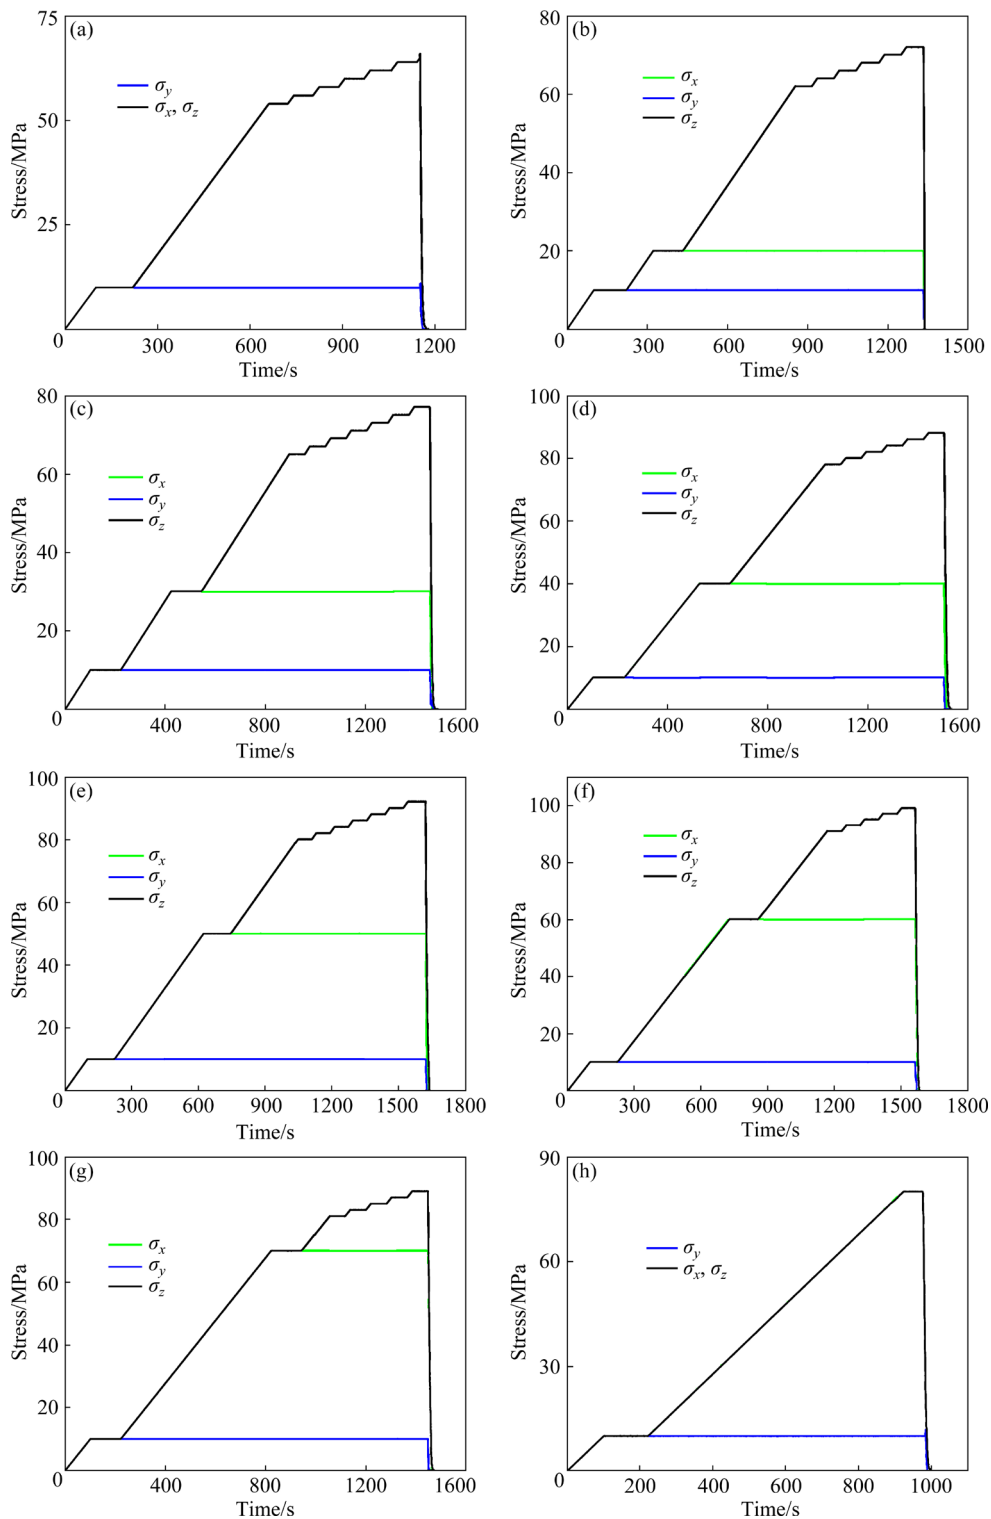 (a)
75
50
25
0
300
600
900
1200
Stress/MPa
Time/s
σy
σx, σz
(b)
80
60
40
20
0
300
600
900
1200
1500
Stress/MPa
Time/s
σx
σy
σz
(c)
80
60
40
20
0
400
800
1200
1600
Stress/MPa
Time/s
σx
σy
σz
(d)
100
80
60
40
20
0
400
800
1200
1600
Stress/MPa
Time/s
σx
σy
σz
(e)
100
80
60
40
20
0
300
600
900
1200
1500
1800
Stress/MPa
Time/s
σx
σy
σz
(f)
100
80
60
40
20
0
300
600
900
1200
1500
1800
Stress/MPa
Time/s
σx
σy
σz
(g)
100
80
60
40
20
0
400
800
1200
1600
Stress/MPa
Time/s
σx
σy
σz
(h)
90
60
30
0
200
400
600
800
1000
Stress/MPa
Time/s
σy
σx, σz